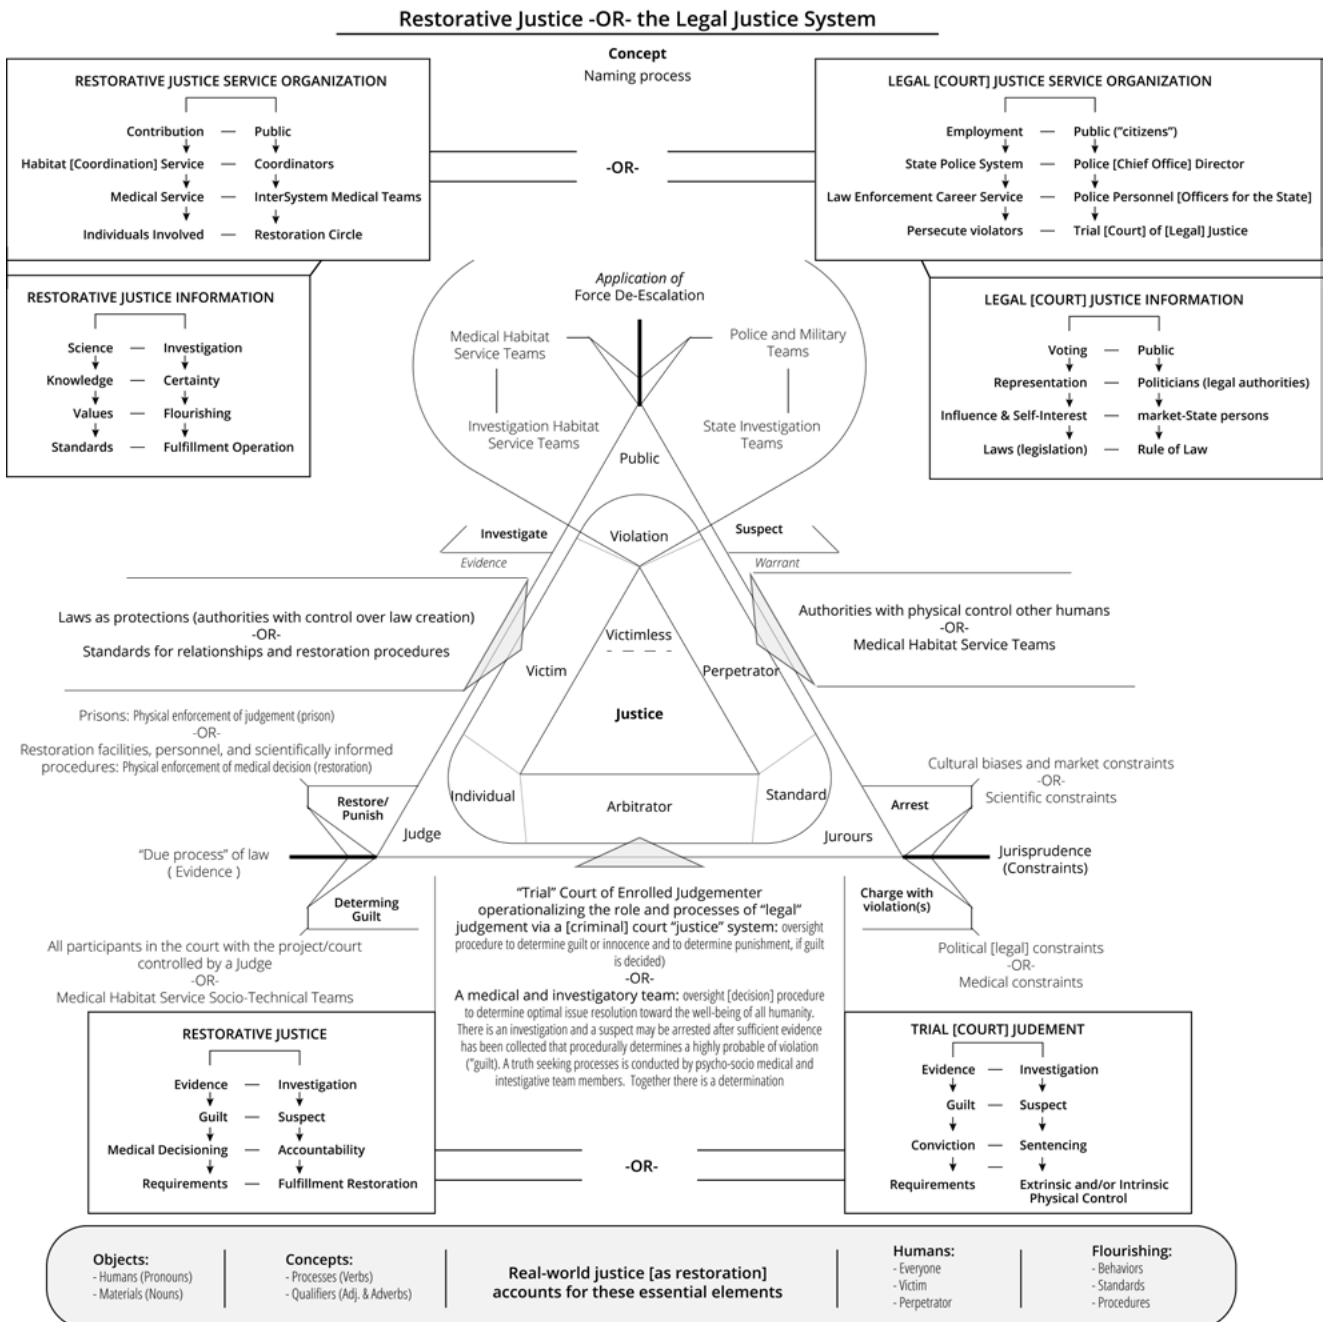 Restorative Justice -OR- the Legal Justice System
Concept
Naming process
RESTORATIVE JUSTICE SERVICE ORGANIZATION
Contribution — Public
Habitat [Coordination] Service — Coordinators
Medical Service — InterSystem Medical Teams
Individuals Involved — Restoration Circle
-OR-
LEGAL [COURT] JUSTICE SERVICE ORGANIZATION
Employment — Public ("citizens")
State Police System — Police [Chief Office] Director
Law Enforcement Career Service — Police Personnel [Officers for the State]
Persecute violators — Trial [Court] of [Legal] Justice
RESTORATIVE JUSTICE INFORMATION
Science — Investigation
Knowledge — Certainty
Values — Flourishing
Standards — Fulfillment Operation
Application of
Force De-Escalation
Medical Habitat
Service Teams
Police and Military
Teams
Investigation Habitat
Service Teams
State Investigation
Teams
LEGAL [COURT] JUSTICE INFORMATION
Voting — Public
Representation — Politicians (legal authorities)
Influence & Self-Interest — market-State persons
Laws (legislation) — Rule of Law
Public
Investigate
Evidence
Violation
Suspect
Warrant
Laws as protections (authorities with control over law creation)
-OR-
Standards for relationships and restoration procedures
Authorities with physical control other humans
-OR-
Medical Habitat Service Teams
Victimless
Victim
Perpetrator
Justice
Prisons: Physical enforcement of judgement (prison)
-OR-
Restoration facilities, personnel, and scientifically informed
procedures: Physical enforcement of medical decision (restoration)
Cultural biases and market constraints
-OR-
Scientific constraints
Individual
Arbitrator
Standard
Restore/
Punish
Judge
Jurours
Arrest
"Due process" of law
( Evidence )
Jurisprudence
(Constraints)
Determing
Guilt
Charge with
violation(s)
All participants in the court with the project/court
controlled by a Judge
-OR-
Medical Habitat Service Socio-Technical Teams
"Trial" Court of Enrolled Judgementer
operationalizing the role and processes of "legal"
judgement via a [criminal] court "justice" system: oversight
procedure to determine guilt or innocence and to determine punishment, if guilt
is decided)
-OR-
A medical and investigatory team: oversight [decision] procedure
to determine optimal issue resolution toward the well-being of all humanity.
There is an investigation and a suspect may be arrested after sufficient evidence
has been collected that procedurally determines a highly probable of violation
("guilt). A truth seeking processes is conducted by psycho-socio medical and
intestigative team members. Together there is a determination
Political [legal] constraints
-OR-
Medical constraints
RESTORATIVE JUSTICE
Evidence — Investigation
Guilt — Suspect
Medical Decisioning — Accountability
Requirements — Fulfillment Restoration
-OR-
TRIAL [COURT] JUDEMENT
Evidence — Investigation
Guilt — Suspect
Conviction — Sentencing
Requirements — Extrinsic and/or Intrinsic
Physical Control
Objects:
- Humans (Pronouns)
- Materials (Nouns)
Concepts:
- Processes (Verbs)
- Qualifiers (Adj. & Adverbs)
Real-world justice [as restoration]
accounts for these essential elements
Humans:
- Everyone
- Victim
- Perpetrator
Flourishing:
- Behaviors
- Standards
- Procedures